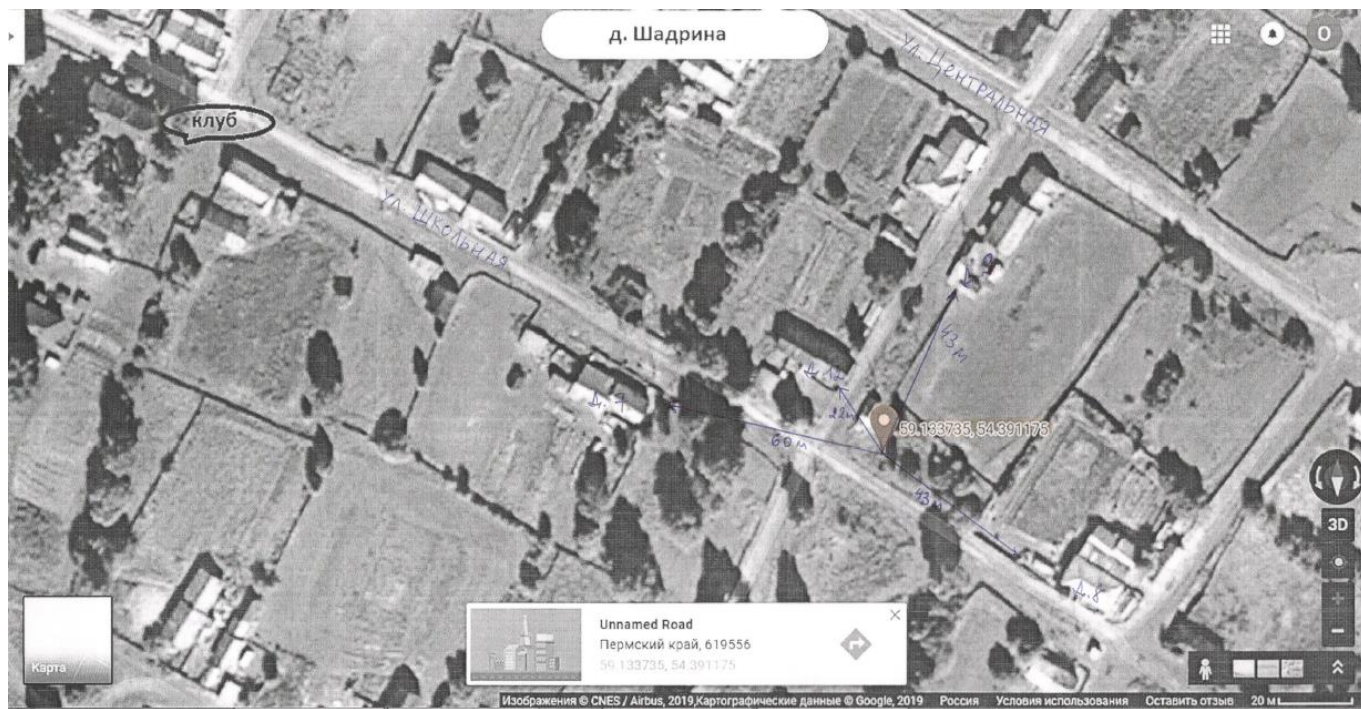 д. Шадрина
О
ул. ЦЕНТРАЛЬНАЯ
клуб
ул. ШКОЛЬНАЯ
43 м
д. 7
22м
59.133735, 54.391175
60 м
43м
3D
д.8
Unnamed Road
Пермский край, 619556
59.133735, 54.391175
Карта
Изображения © CNES / Airbus, 2019,Картографические данные © Google, 2019 Россия Условия использования Оставить отзыв 20 м